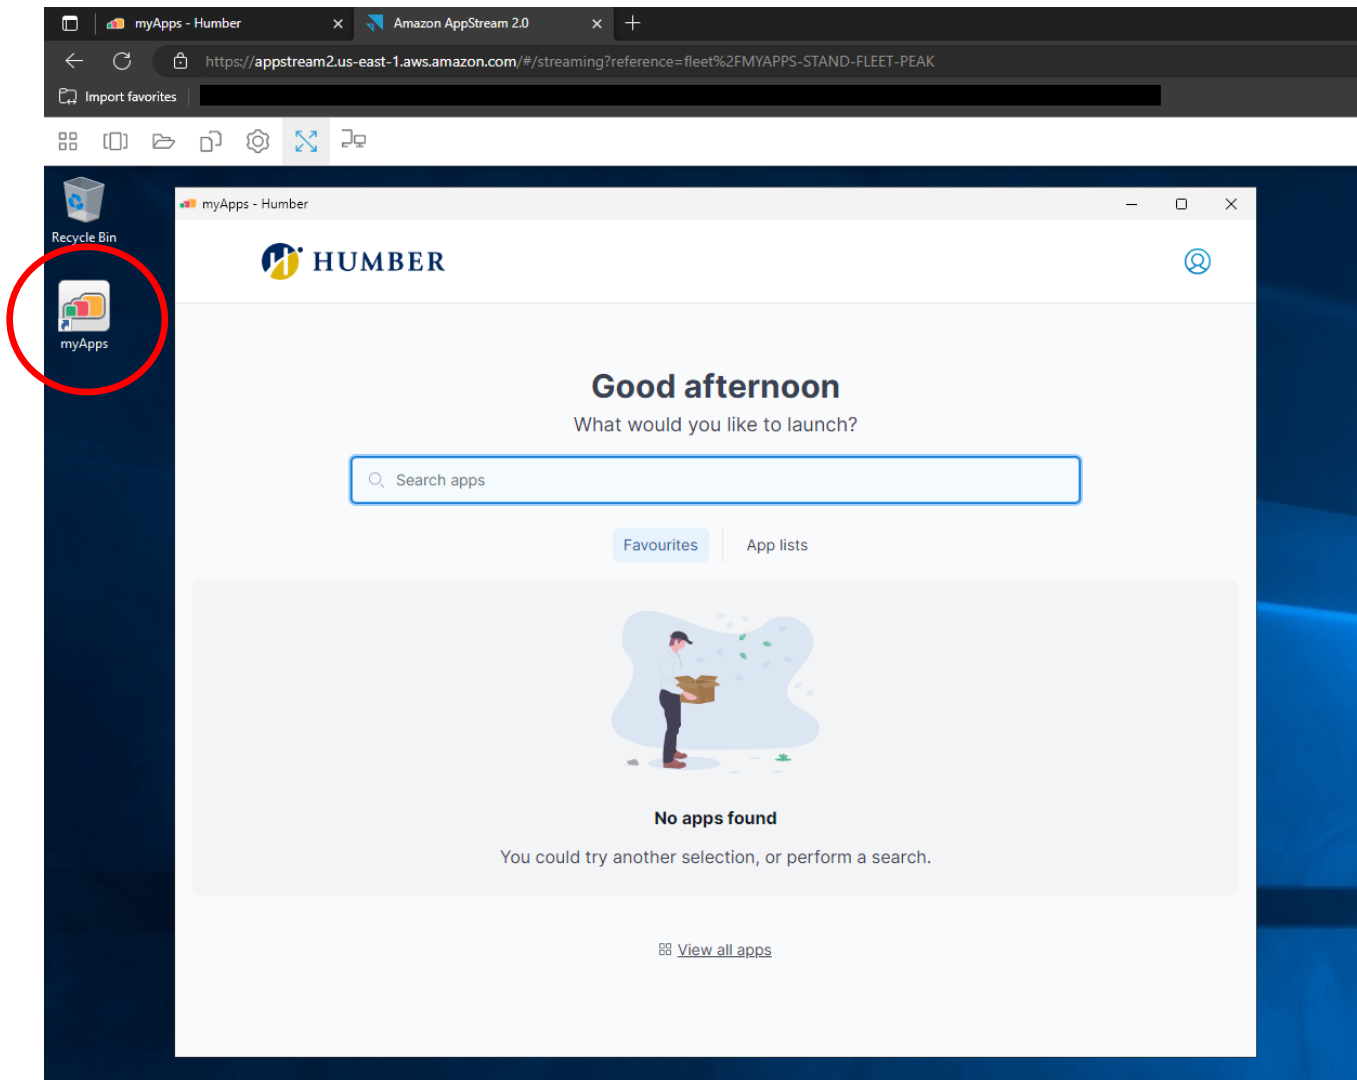 myApps - Humber
Amazon AppStream 2.0
https://appstream2.us-east-1.aws.amazon.com/#/streaming?reference=fleet%2FMYAPPS-STAND-FLEET-PEAK
Import favorites
Recycle Bin
myApps
myApps - Humber
HUMBER
Good afternoon
What would you like to launch?
Search apps
Favourites
App lists
No apps found
You could try another selection, or perform a search.
View all apps